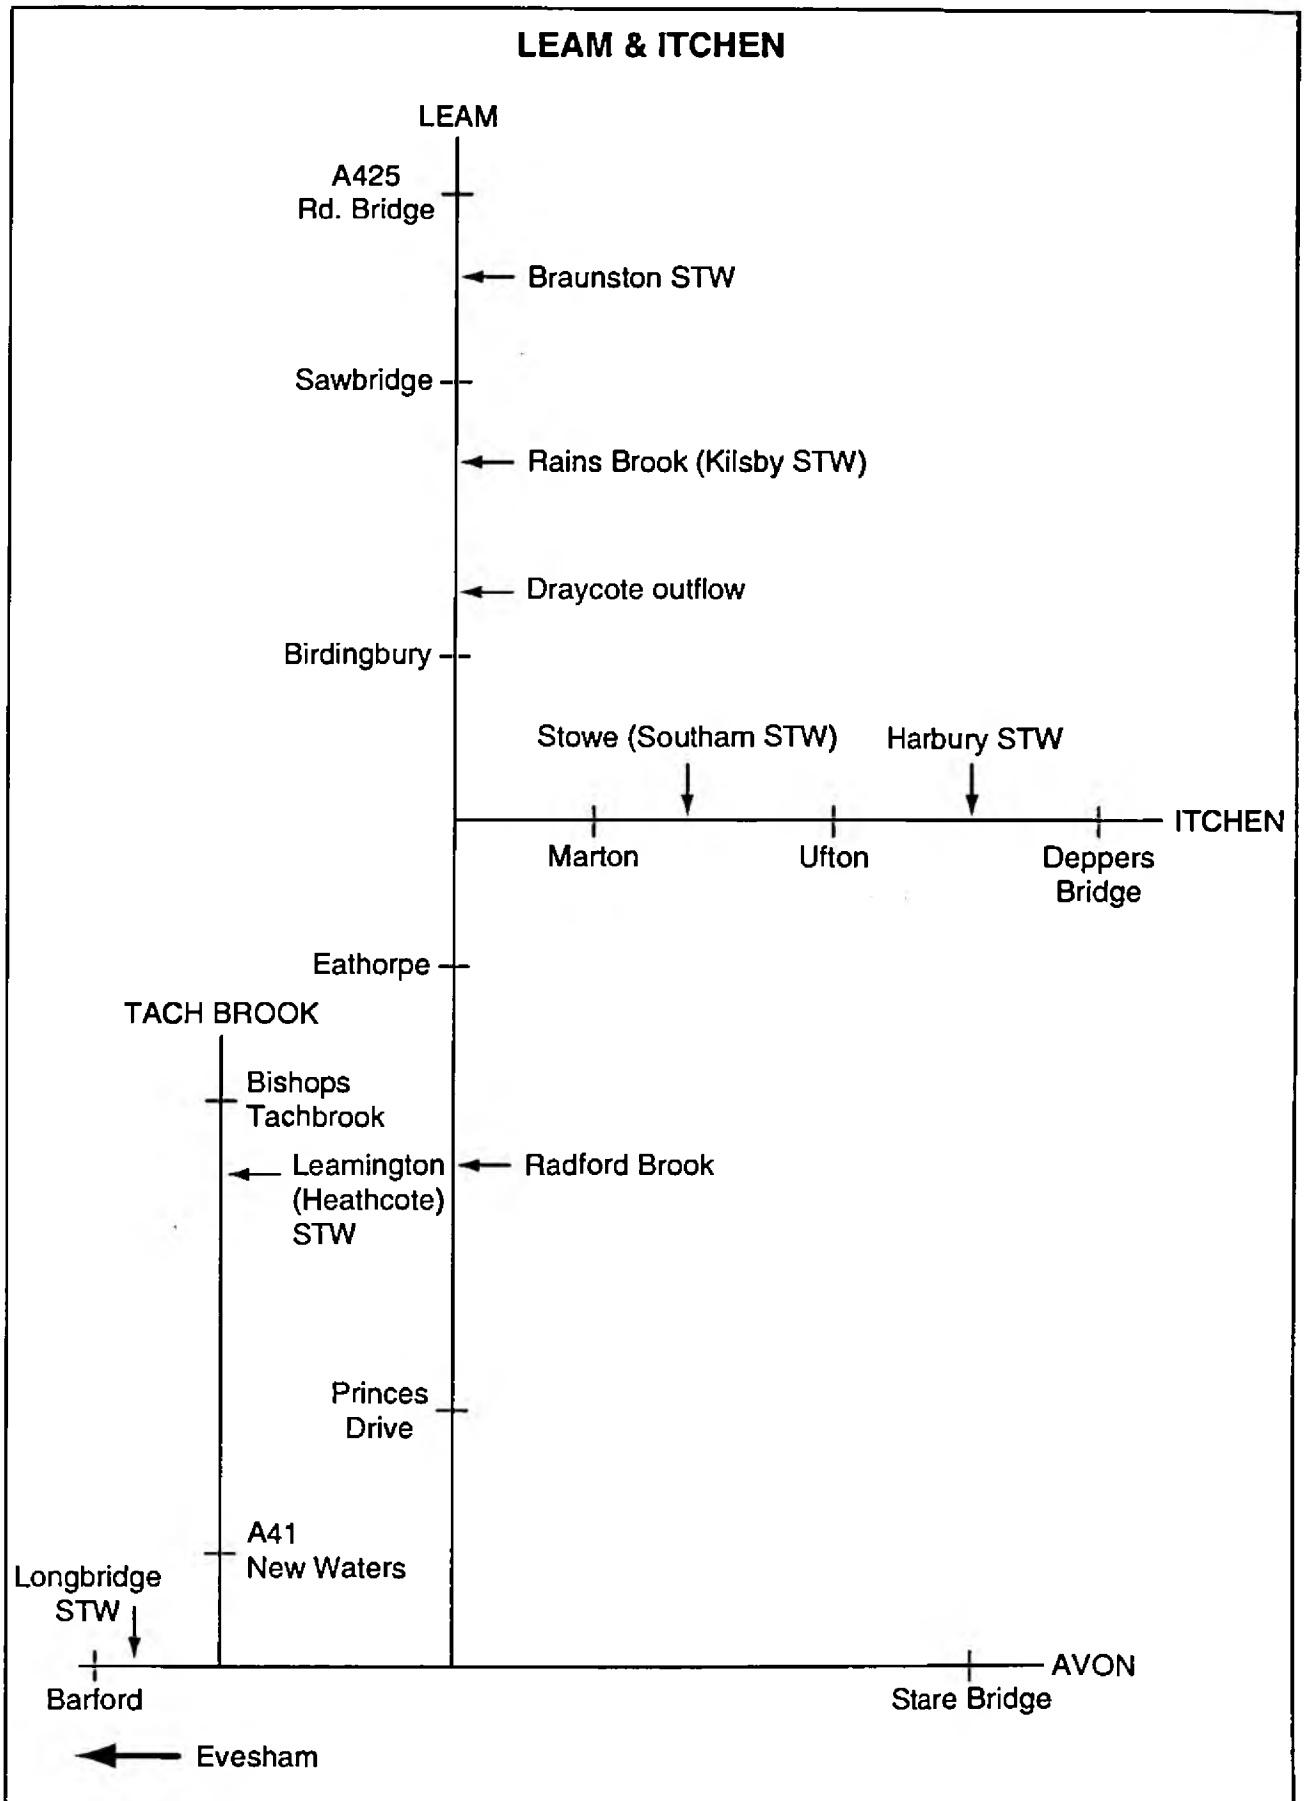 LEAM & ITCHEN
LEAM
A425
Rd. Bridge
Braunston STW
Sawbridge
Rains Brook (Kilsby STW)
Draycote outflow
Birdingbury
Stowe (Southam STW)
Harbury STW
ITCHEN
Marton
Ufton
Deppers
Bridge
Eathorpe
TACH BROOK
Bishops
Tachbrook
Leamington
(Heathcote)
STW
Radford Brook
Princes
Drive
A41
New Waters
Longbridge
STW
AVON
Barford
Stare Bridge
Evesham